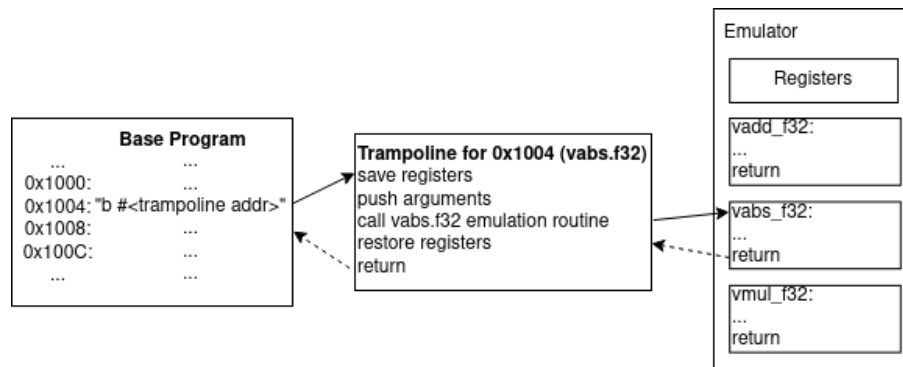 Base Program
... ...
0x1000: ...
0x1004: "b #<trampoline addr>"
0x1008: ...
0x100C: ...
... ...
Trampoline for 0x1004 (vabs.f32)
save registers
push arguments
call vabs.f32 emulation routine
restore registers
return
Emulator
Registers
vadd_f32:
...
return
vabs_f32:
...
return
vmul_f32:
...
return